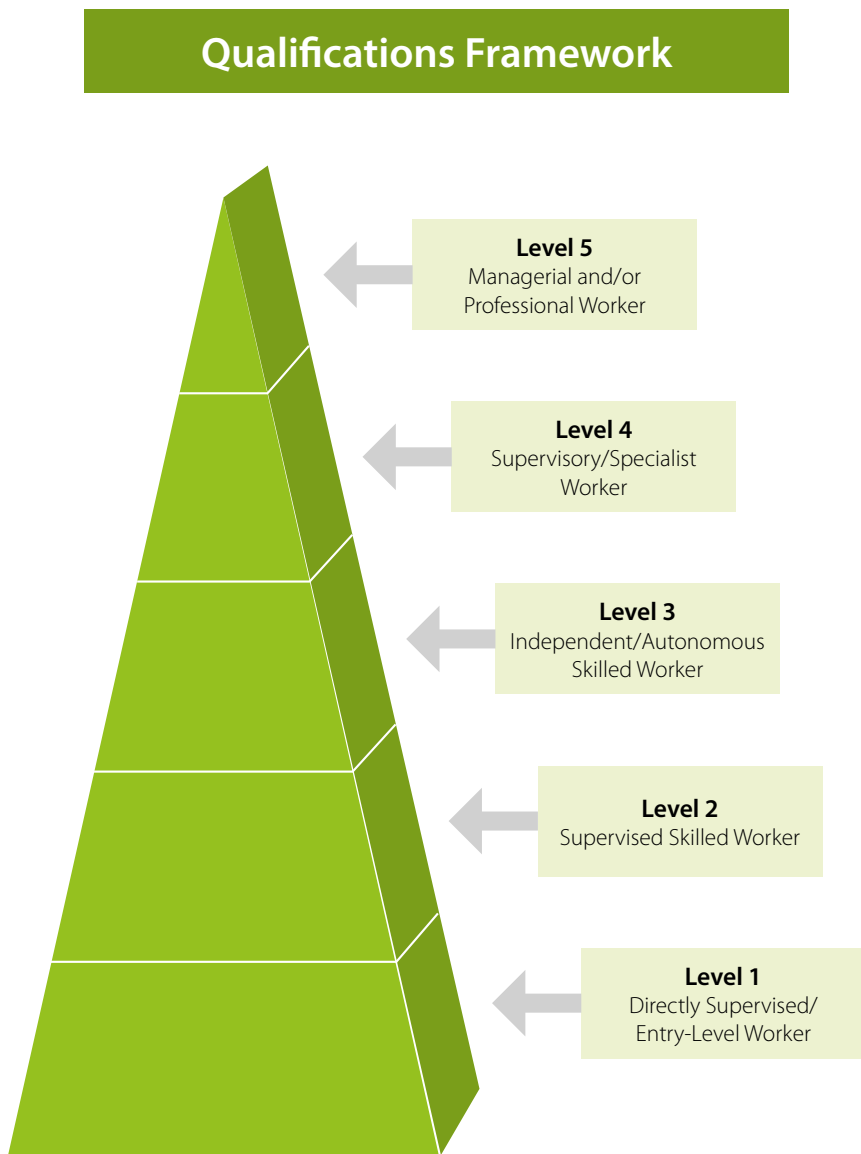 Qualifications Framework
Level 5
Managerial and/or
Professional Worker
Level 4
Supervisory/Specialist
Worker
Level 3
Independent/Autonomous
Skilled Worker
Level 2
Supervised Skilled Worker
Level 1
Directly Supervised/
Entry-Level Worker